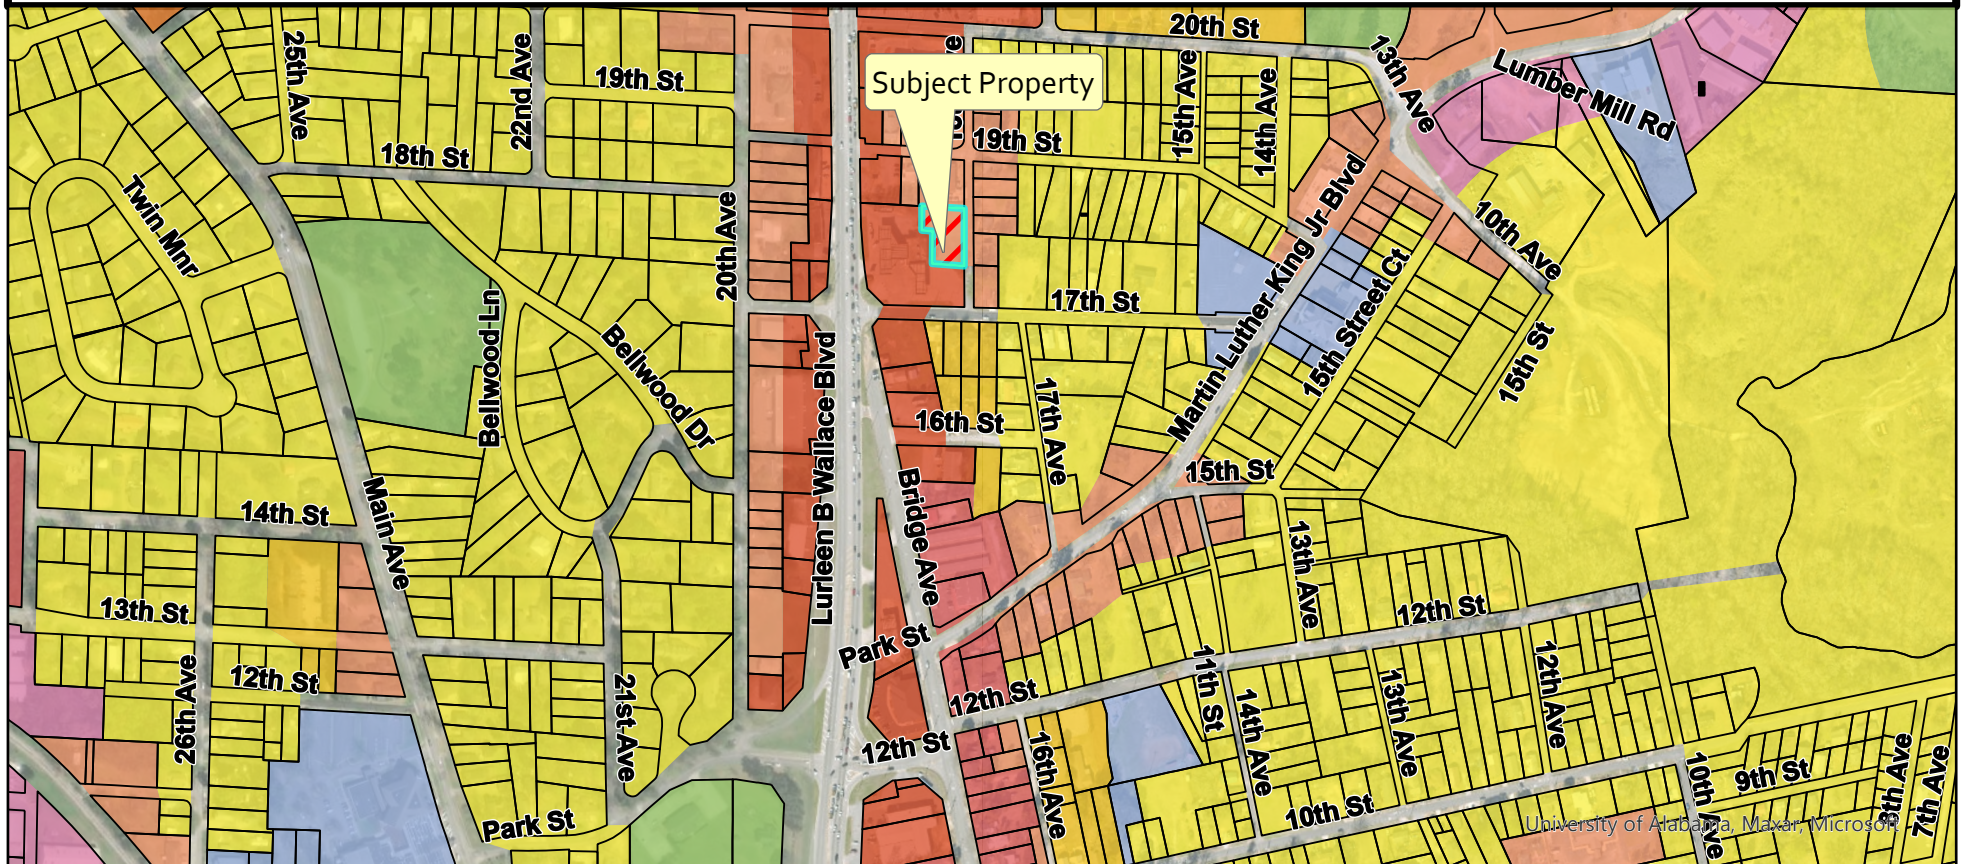 20th St
25th Ave
22nd Ave
19th St
Subject Property
15th Ave
14th Ave
13th Ave
Lumber Mill Rd
19th St
18th St
Twin Mnr
20th Ave
10th Ave
Martin Luther King Jr Blvd
15th Street Ct
17th St
Bellwood Ln
Bellwood Dr
Lurleen B Wallace Blvd
15th St
16th St
17th Ave
15th St
Main Ave
14th St
Bridge Ave
13th Ave
13th St
12th St
Park St
12th St
26th Ave
21st Ave
12th St
11th St
14th Ave
13th Ave
12th Ave
12th St
16th Ave
10th St
10th Ave
9th St
8th Ave
7th Ave
Park St
University of Alabama, Maxar, Microsoft